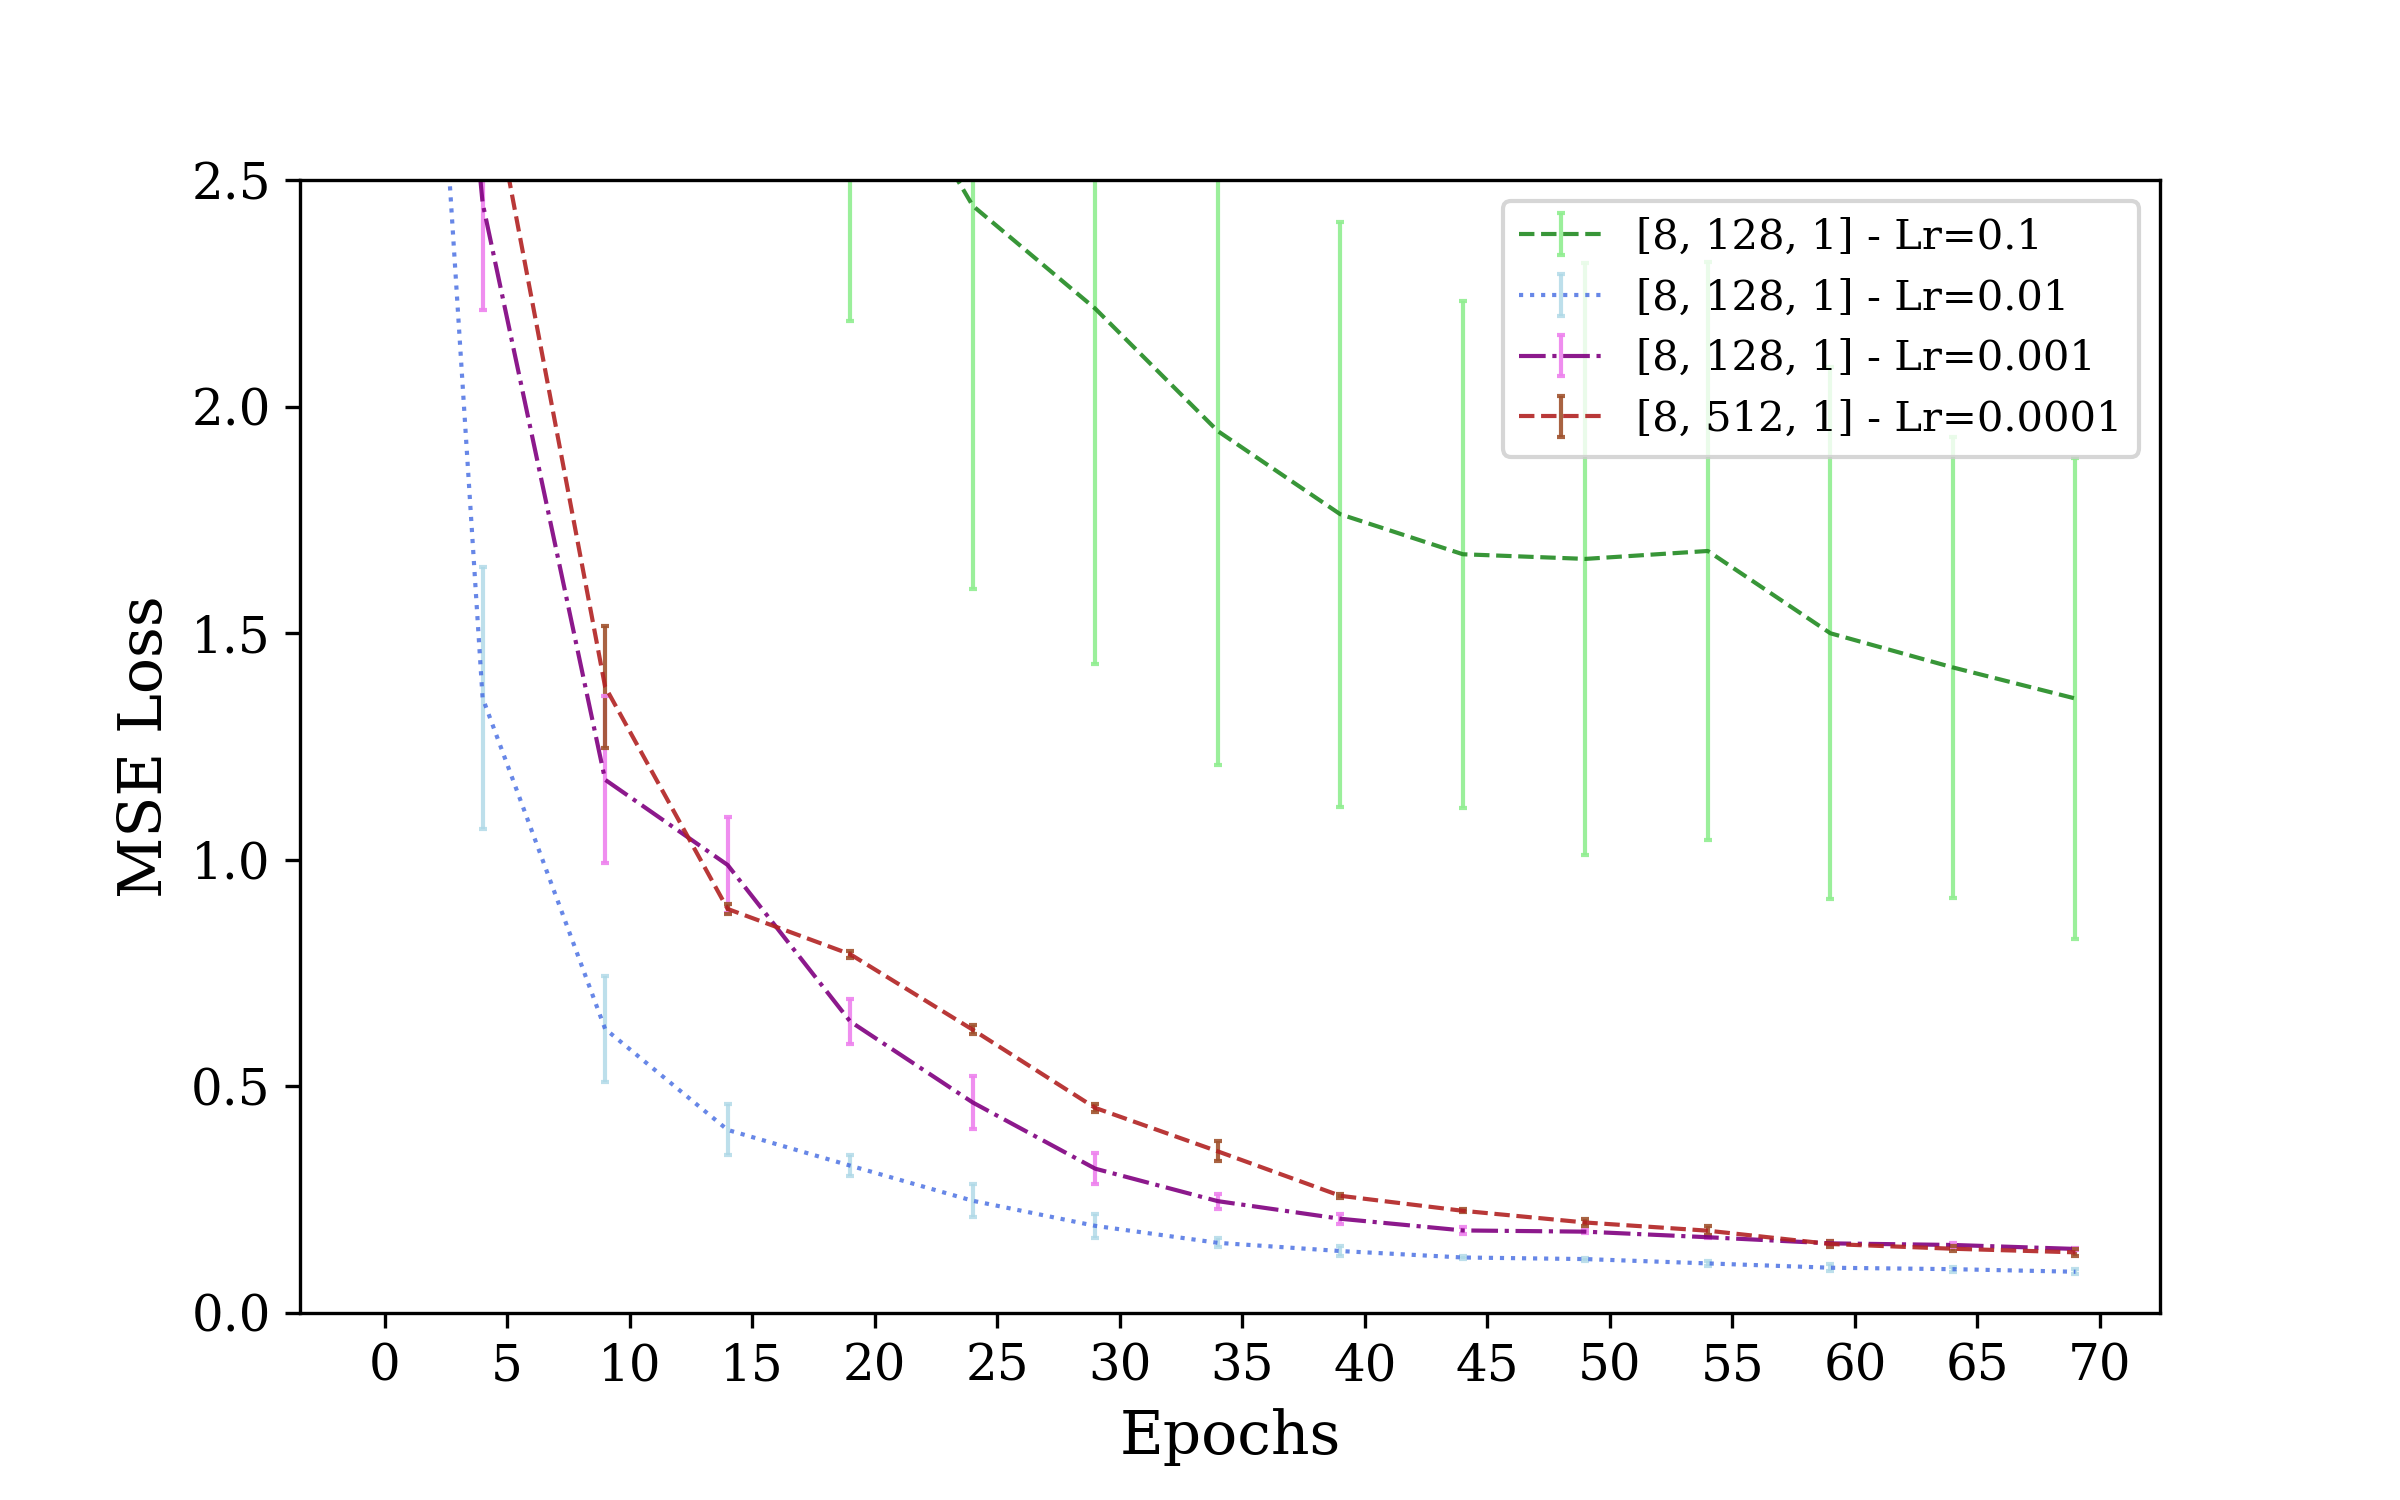 2.5
2.0
1.5
1.0
0.5
0.0
MSE Loss
[8, 128, 1] - Lr=0.1
[8, 128, 1] - Lr=0.01
[8, 128, 1] - Lr=0.001
[8, 512, 1] - Lr=0.0001
0 5 10 15 20 25 30 35 40 45 50 55 60 65 70
Epochs